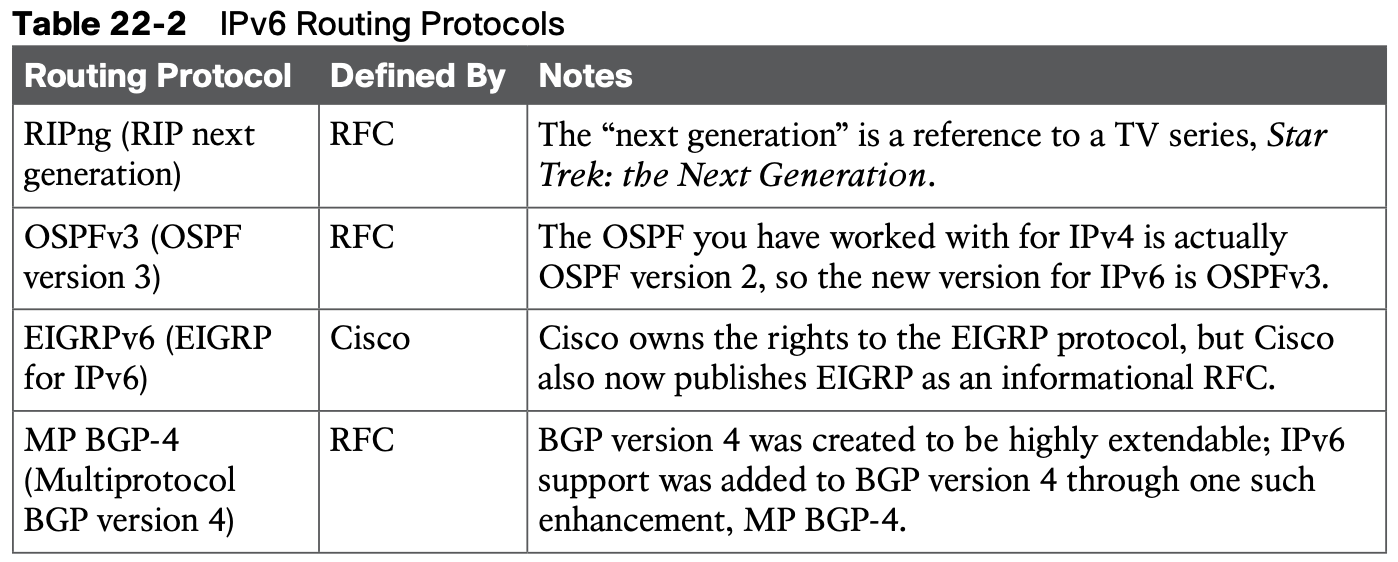 Table 22-2 IPv6 Routing Protocols
Routing Protocol Defined By Notes
RIPng (RIP next generation) RFC The “next generation” is a reference to a TV series, Star
Trek: the Next Generation.
OSPFv3 (OSPF version 3) RFC The OSPF you have worked with for IPv4 is actually
OSPF version 2, so the new version for IPv6 is OSPFv3.
EIGRPv6 (EIGRP for IPv6) Cisco Cisco owns the rights to the EIGRP protocol, but Cisco
also now publishes EIGRP as an informational RFC.
MP BGP-4 (Multiprotocol BGP version 4) RFC BGP version 4 was created to be highly extendable; IPv6
support was added to BGP version 4 through one such
enhancement, MP BGP-4.